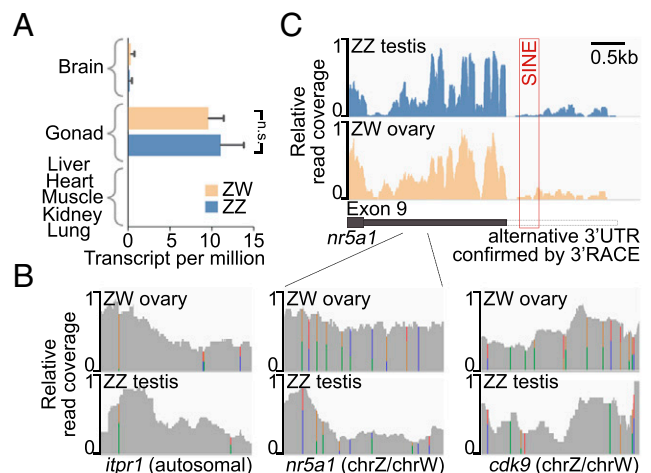 A
Brain
Gonad
n.s.
Liver
Heart
Muscle
Kidney
Lung
ZW
ZZ
0 5 10 15
Transcript per million
C
Relative
read coverage
1
ZZ testis
0
1
ZW ovary
0
SINE
0.5kb
Exon 9
nr5a1
alternative 3'UTR
confirmed by 3'RACE
B
Relative
read coverage
1 ZW ovary
0
1 ZZ testis
0
itpr1 (autosomal)
1 ZW ovary
0
1 ZZ testis
0
nr5a1 (chrZ/chrW)
1 ZW ovary
0
1 ZZ testis
0
cdk9 (chrZ/chrW)